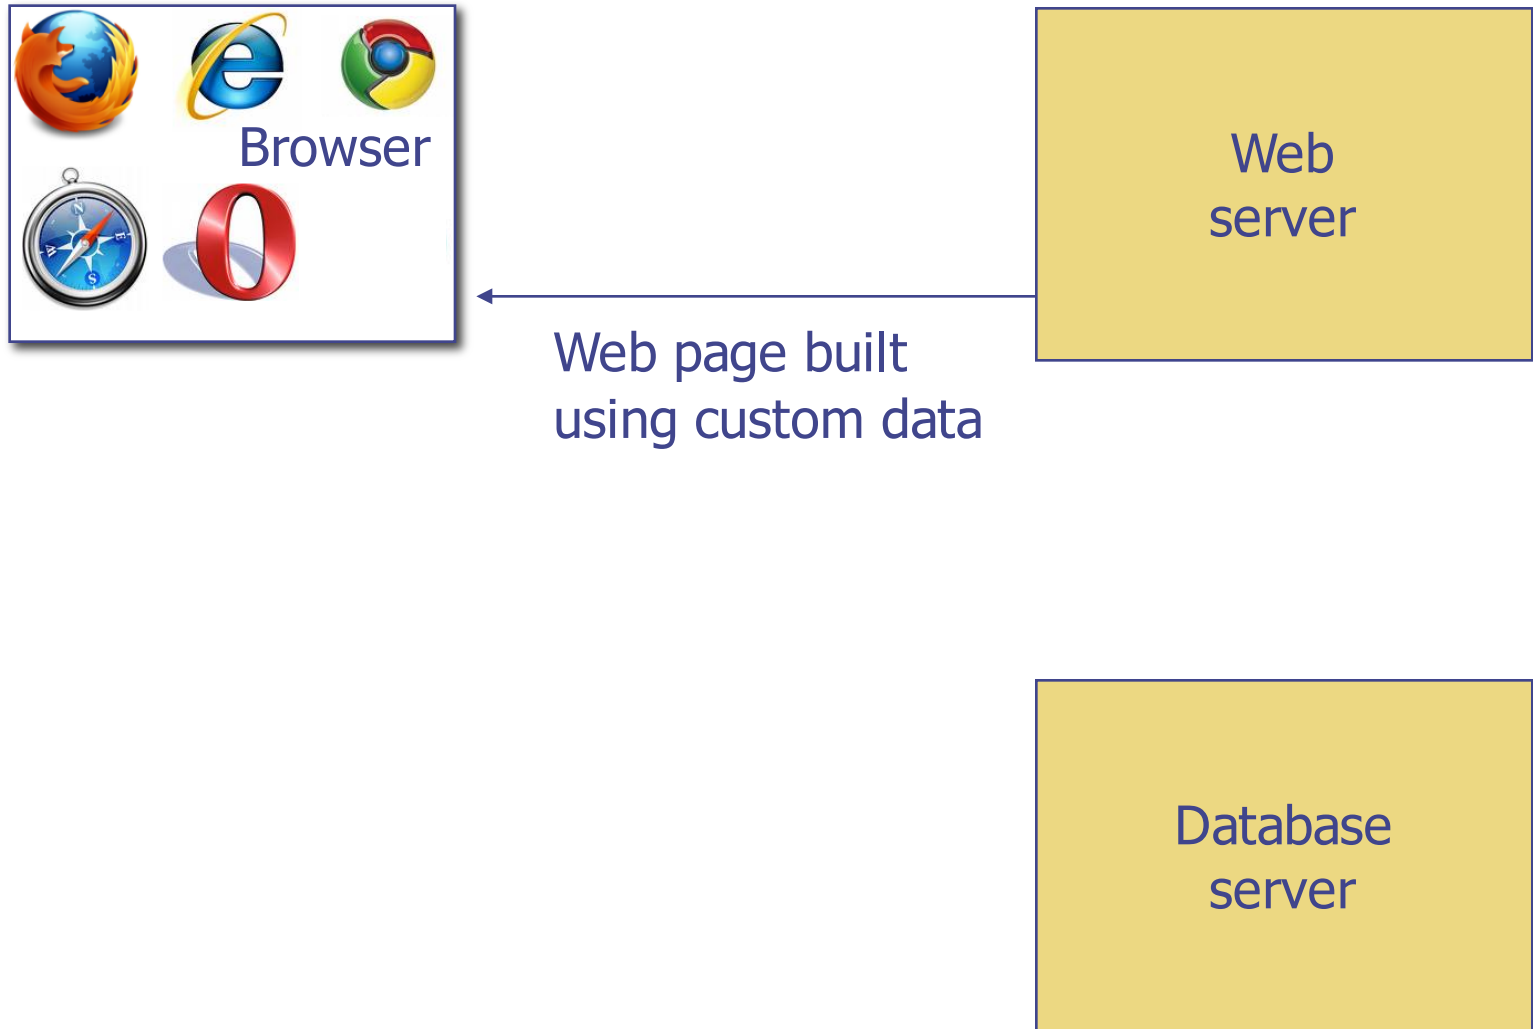 Browser
Web
server
Web page built
using custom data
Database
server